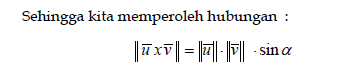 Sehingga kita memperoleh hubungan :
‖u̅ x v̅‖ = ‖u̅‖·‖v̅‖ · sin α